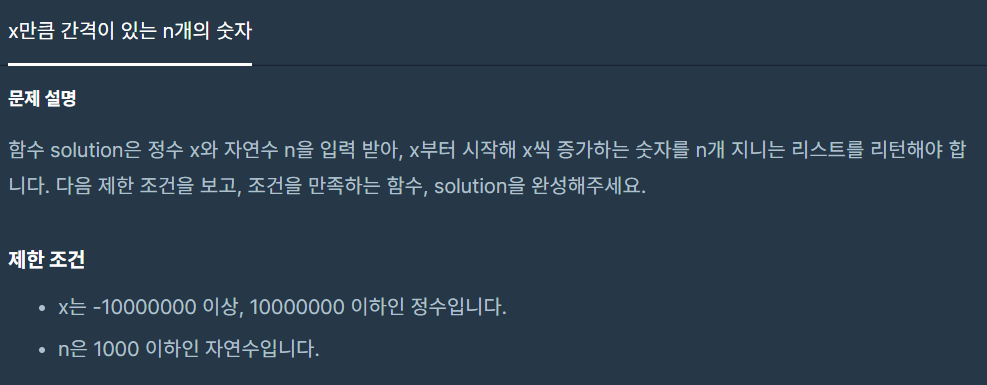 x만큼 간격이 있는 n개의 숫자
문제 설명
함수 solution은 정수 x와 자연수 n을 입력 받아, x부터 시작해 x씩 증가하는 숫자를 n개 지니는 리스트를 리턴해야 합
니다. 다음 제한 조건을 보고, 조건을 만족하는 함수, solution을 완성해주세요.
제한 조건
• x는 -10000000 이상, 10000000 이하인 정수입니다.
• n은 1000 이하인 자연수입니다.